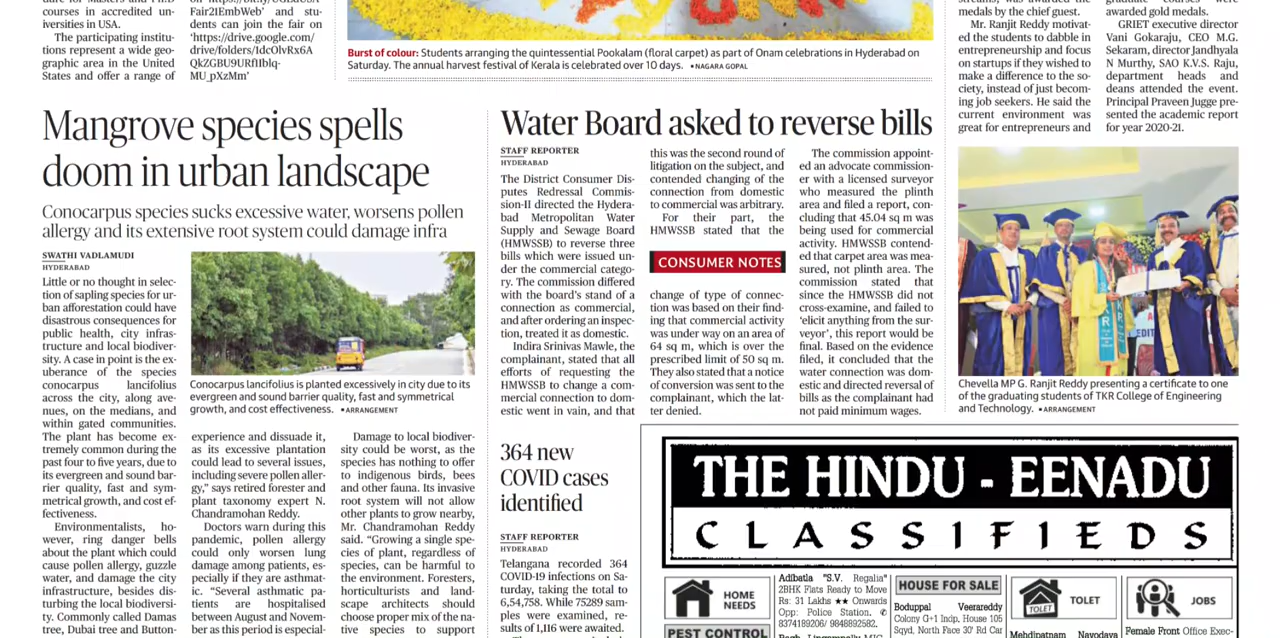 courses in accredited uni-
versities in USA.
The participating institu-
tions represent a wide geo-
graphic area in the United
States and offer a range of
Fair2IEmbWeb' and stu-
dents can join the fair on
'https://drive.google.com/
drive/folders/1dcOlvRx6A
QkZGBU9URfI1blq-
MU_pXzMm'
Burst of colour: Students arranging the quintessential Pookalam (floral carpet) as part of Onam celebrations in Hyderabad on
Saturday. The annual harvest festival of Kerala is celebrated over 10 days. ▪NAGARA GOPAL
medals by the chief guest.
Mr. Ranjit Reddy motivat-
ed the students to dabble in
entrepreneurship and focus
on startups if they wished to
make a difference to the so-
ciety, instead of just becom-
ing job seekers. He said the
current environment was
great for entrepreneurs and
awarded gold medals.
GRIET executive director
Vani Gokaraju, CEO M.G.
Sekaram, director Jandhyala
N Murthy, SAO K.V.S. Raju,
department heads and
deans attended the event.
Principal Praveen Jugge pre-
sented the academic report
for year 2020-21.
Mangrove species spells
doom in urban landscape
Conocarpus species sucks excessive water, worsens pollen
allergy and its extensive root system could damage infra
SWATHI VADLAMUDI
HYDERABAD
Little or no thought in selec-
tion of sapling species for ur-
ban afforestation could have
disastrous consequences for
public health, city infras-
tructure and local biodiver-
sity. A case in point is the ex-
uberance of the species
conocarpus lancifolius
across the city, along ave-
nues, on the medians, and
within gated communities.
The plant has become ex-
tremely common during the
past four to five years, due to
its evergreen and sound bar-
rier quality, fast and sym-
metrical growth, and cost ef-
fectiveness.
Environmentalists, ho-
wever, ring danger bells
about the plant which could
cause pollen allergy, guzzle
water, and damage the city
infrastructure, besides dis-
turbing the local biodiversi-
ty. Commonly called Damas
tree, Dubai tree and Button-
Conocarpus lancifolius is planted excessively in city due to its
evergreen and sound barrier quality, fast and symmetrical
growth, and cost effectiveness. ▪ARRANGEMENT
experience and dissuade it,
as its excessive plantation
could lead to several issues,
including severe pollen aller-
gy,” says retired forester and
plant taxonomy expert N.
Chandramohan Reddy.
Doctors warn during this
pandemic, pollen allergy
could only worsen lung
damage among patients, es-
pecially if they are asthmat-
ic. “Several asthmatic pa-
tients are hospitalised
between August and Novem-
ber as this period is especial-
Damage to local biodiver-
sity could be worst, as the
species has nothing to offer
to indigenous birds, bees
and other fauna. Its invasive
root system will not allow
other plants to grow nearby,
Mr. Chandramohan Reddy
said. “Growing a single spe-
cies of plant, regardless of
species, can be harmful to
the environment. Foresters,
horticulturists and land-
scape architects should
choose proper mix of the na-
tive species to support
Water Board asked to reverse bills
STAFF REPORTER
HYDERABAD
The District Consumer Dis-
putes Redressal Commis-
sion-II directed the Hydera-
bad Metropolitan Water
Supply and Sewage Board
(HMWSSB) to reverse three
bills which were issued un-
der the commercial catego-
ry. The commission differed
with the board's stand of a
connection as commercial,
and after ordering an inspec-
tion, treated it as domestic.
Indira Srinivas Mawle, the
complainant, stated that all
efforts of requesting the
HMWSSB to change a com-
mercial connection to dom-
estic went in vain, and that
this was the second round of
litigation on the subject, and
contended changing of the
connection from domestic
to commercial was arbitrary.
For their part, the
HMWSSB stated that the
CONSUMER NOTES
change of type of connec-
tion was based on their find-
ing that commercial activity
was under way on an area of
64 sq m, which is over the
prescribed limit of 50 sq m.
They also stated that a notice
of conversion was sent to the
complainant, which the lat-
ter denied.
The commission appoint-
ed an advocate commission-
er with a licensed surveyor
who measured the plinth
area and filed a report, con-
cluding that 45.04 sq m was
being used for commercial
activity. HMWSSB contend-
ed that carpet area was mea-
sured, not plinth area. The
commission stated that
since the HMWSSB did not
cross-examine, and failed to
‘elicit anything from the sur-
veyor’, this report would be
final. Based on the evidence
filed, it concluded that the
water connection was dom-
estic and directed reversal of
bills as the complainant had
not paid minimum wages.
Chevella MP G. Ranjit Reddy presenting a certificate to one
of the graduating students of TKR College of Engineering
and Technology. ▪ARRANGEMENT
364 new
COVID cases
identified
STAFF REPORTER
HYDERABAD
Telangana recorded 364
COVID-19 infections on Sa-
turday, taking the total to
6,54,758. While 75289 sam-
ples were examined, re-
sults of 1,116 were awaited.
THE HINDU - EENADU
CLASSIFIEDS
HOME
NEEDS
PEST CONTROL
Adibatla "S.V. Regalia"
2BHK Flats Ready to Move
Rs: 31 Lakhs ★★ Onwards
Opp: Police Station, ✆
8374189206/ 9848892582.
HOUSE FOR SALE
Boduppal Veerareddy
Colony G+1 Indp, House 105
Sqyd, North Face 30' Rd Car
TOLET
TOLET
Mehdipatnam Navodaya
JOBS
Female Front Office Exec-